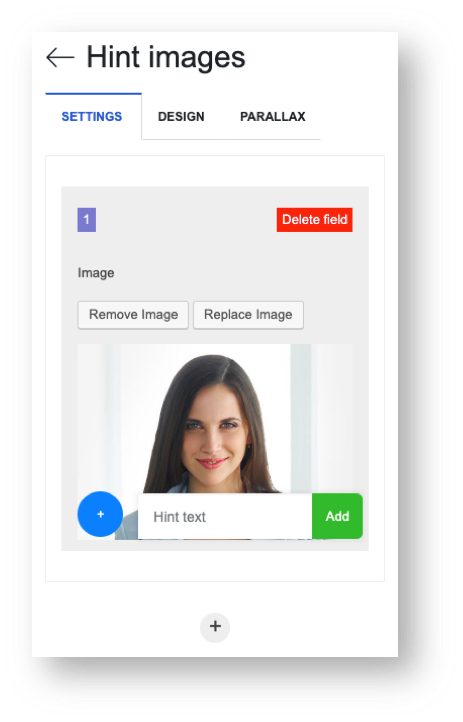 Hint images
SETTINGS DESIGN PARALLAX
1 Delete field
Image
Remove Image Replace Image
+ Hint text Add
+